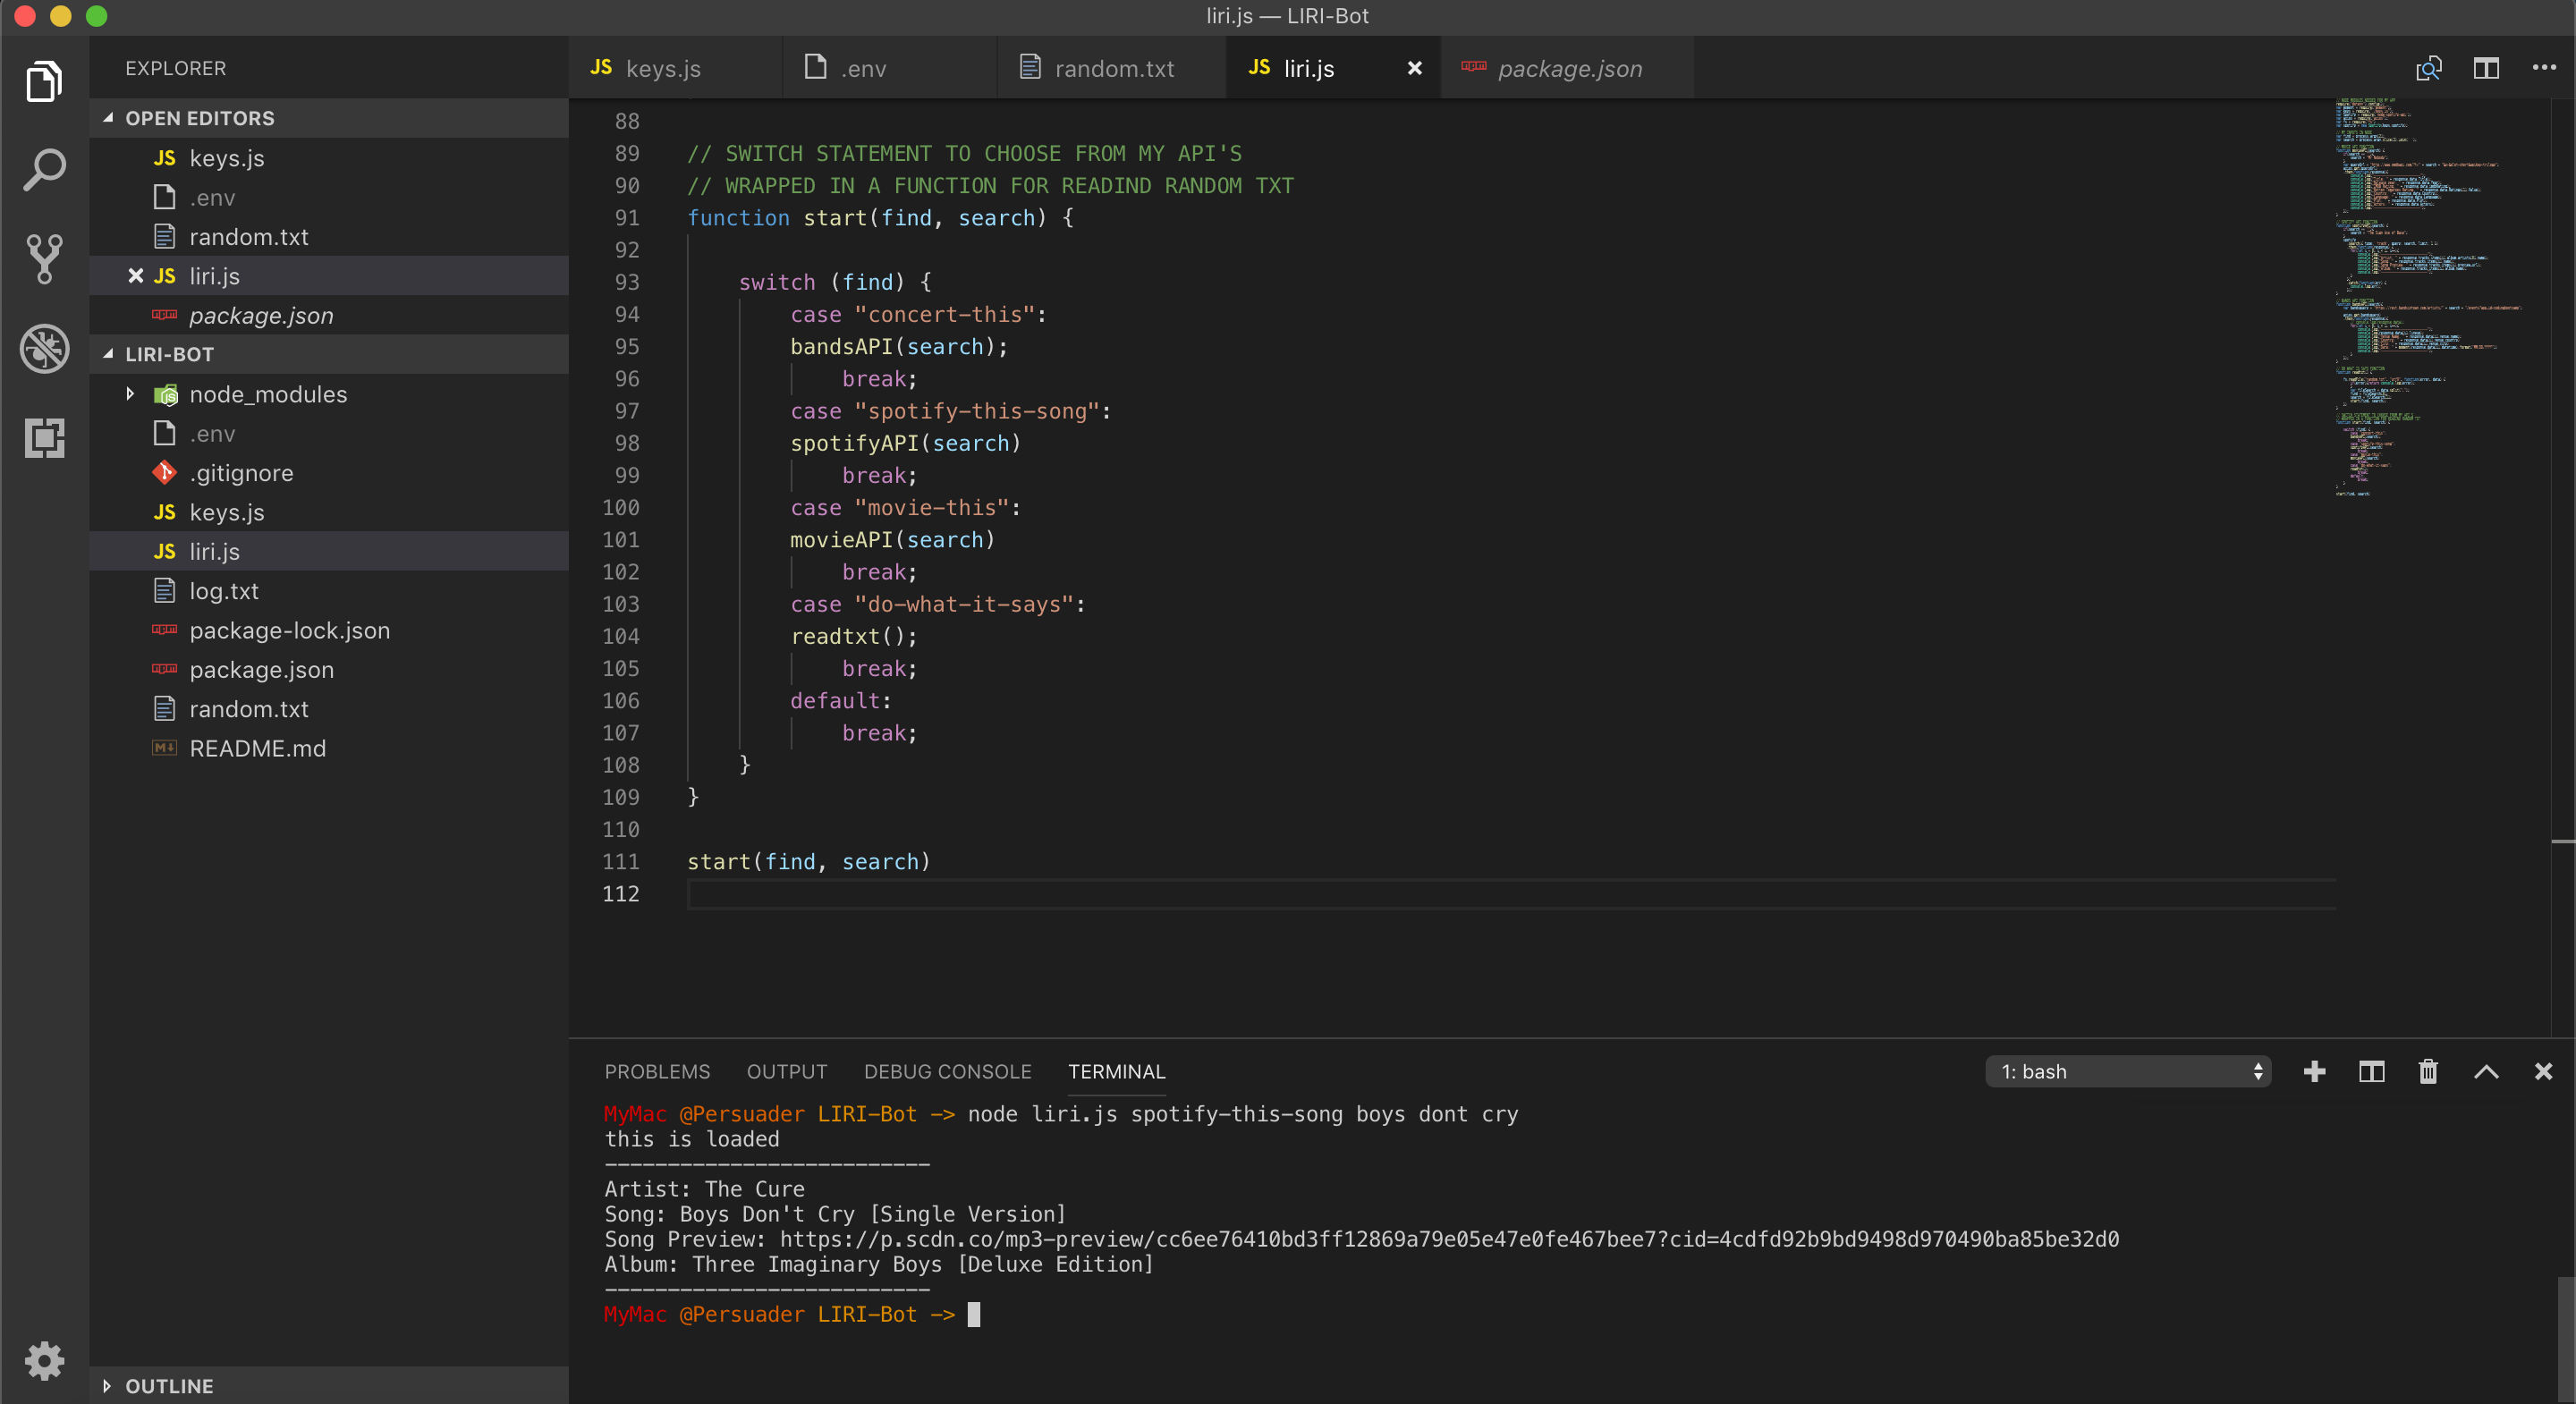 liri.js — LIRI-Bot
EXPLORER
OPEN EDITORS
JS keys.js
.env
random.txt
JS liri.js
package.json
LIRI-BOT
node_modules
.env
.gitignore
JS keys.js
JS liri.js
log.txt
package-lock.json
package.json
random.txt
M↓ README.md
OUTLINE
JS keys.js
.env
random.txt
JS liri.js
package.json
88
89 // SWITCH STATEMENT TO CHOOSE FROM MY API'S
90 // WRAPPED IN A FUNCTION FOR READIND RANDOM TXT
91 function start(find, search) {
92
93 switch (find) {
94 case "concert-this":
95 bandsAPI(search);
96 break;
97 case "spotify-this-song":
98 spotifyAPI(search)
99 break;
100 case "movie-this":
101 movieAPI(search)
102 break;
103 case "do-what-it-says":
104 readtxt();
105 break;
106 default:
107 break;
108 }
109 }
110
111 start(find, search)
112
PROBLEMS OUTPUT DEBUG CONSOLE TERMINAL
1: bash
MyMac @Persuader LIRI-Bot -> node liri.js spotify-this-song boys dont cry
this is loaded
--------------------------
Artist: The Cure
Song: Boys Don't Cry [Single Version]
Song Preview: https://p.scdn.co/mp3-preview/cc6ee76410bd3ff12869a79e05e47e0fe467bee7?cid=4cdfd92b9bd9498d970490ba85be32d0
Album: Three Imaginary Boys [Deluxe Edition]
--------------------------
MyMac @Persuader LIRI-Bot ->